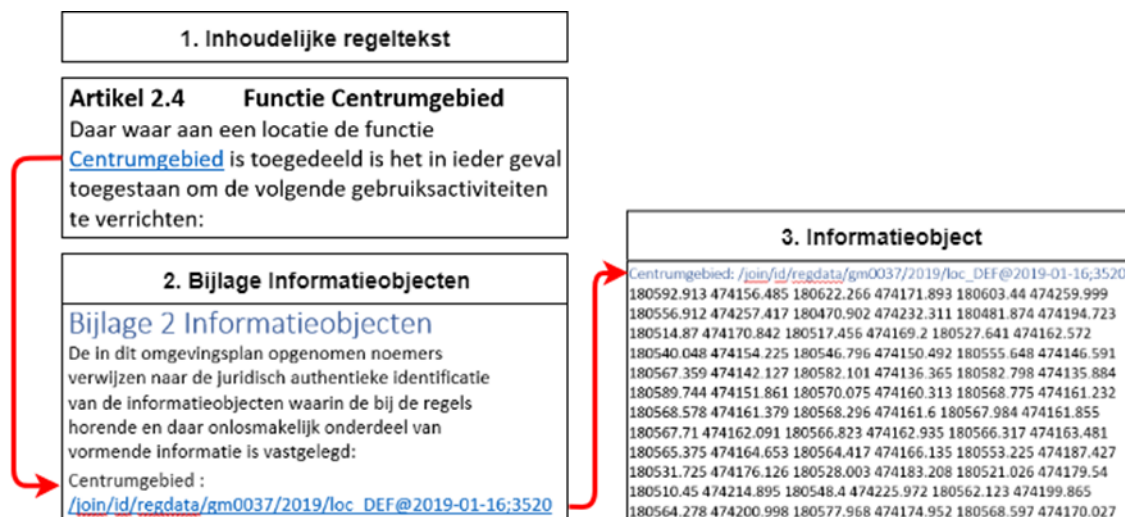 1. Inhoudelijke regeltekst
Artikel 2.4 Functie Centrumgebied
Daar waar aan een locatie de functie
Centrumgebied is toegedeeld is het in ieder geval
toegestaan om de volgende gebruiksactiviteiten
te verrichten:
2. Bijlage Informatieobjecten
Bijlage 2 Informatieobjecten
De in dit omgevingsplan opgenomen noemers
verwijzen naar de juridisch authentieke identificatie
van de informatieobjecten waarin de bij de regels
horende en daar onlosmakelijk onderdeel van
vormende informatie is vastgelegd:
Centrumgebied :
/join/id/regdata/gm0037/2019/loc_DEF@2019-01-16;3520
3. Informatieobject
Centrumgebied: /join/id/regdata/gm0037/2019/loc_DEF@2019-01-16;3520
180592.913 474156.485 180622.266 474171.893 180603.44 474259.999
180556.912 474257.417 180470.902 474232.311 180481.874 474194.723
180514.87 474170.842 180517.456 474169.2 180527.641 474162.572
180540.048 474154.225 180546.796 474150.492 180555.648 474146.591
180567.359 474142.127 180582.101 474136.365 180582.798 474135.884
180589.744 474151.861 180570.075 474160.313 180568.775 474161.232
180568.578 474161.379 180568.296 474161.6 180567.984 474161.855
180567.71 474162.091 180566.823 474162.935 180566.317 474163.481
180565.375 474164.653 180564.417 474166.135 180553.225 474187.427
180531.725 474176.126 180528.003 474183.208 180521.026 474179.54
180510.45 474214.895 180548.4 474225.972 180562.123 474199.865
180564.278 474200.998 180577.968 474174.952 180568.597 474170.027